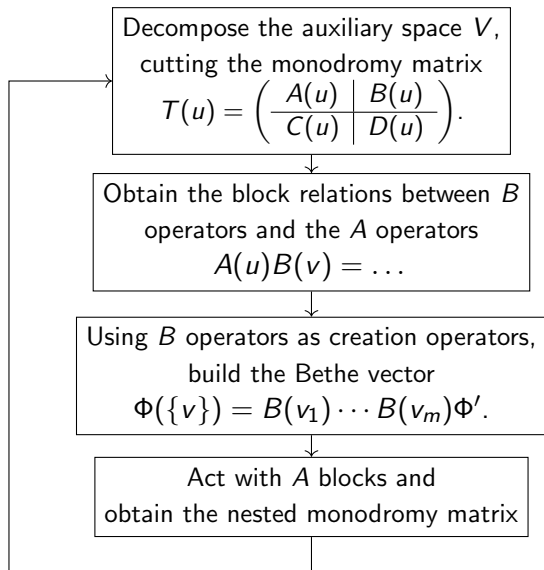 Decompose the auxiliary space V,
cutting the monodromy matrix
T(u) = ( A(u) | B(u)
C(u) | D(u) ).
Obtain the block relations between B
operators and the A operators
A(u)B(v) = ...
Using B operators as creation operators,
build the Bethe vector
Φ({v}) = B(v₁) ··· B(vₘ)Φ′.
Act with A blocks and
obtain the nested monodromy matrix